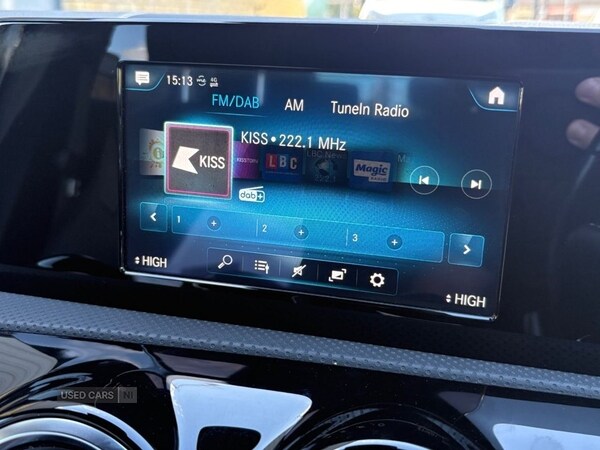 15:13 4G
FM/DAB AM TuneIn Radio
KISS • 222.1 MHz
KISS LBC Magic
dab+
1 2 3
HIGH HIGH
USED CARS NI